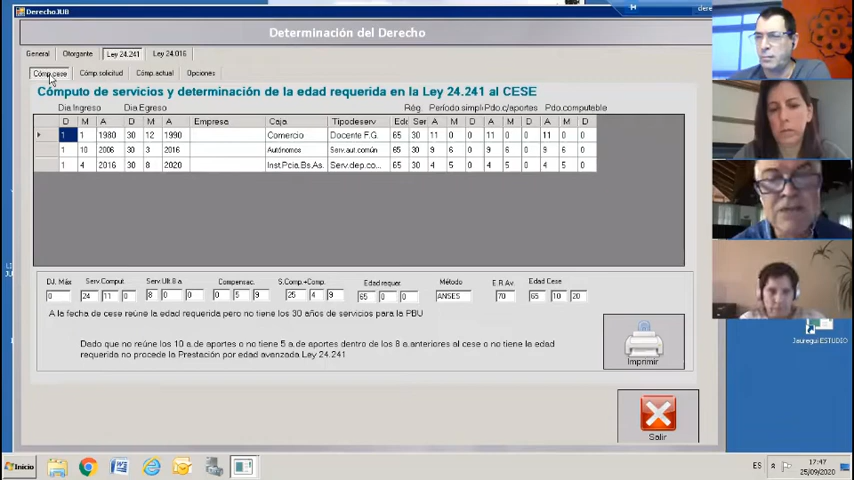 DerechoJUB
Determinación del Derecho
General Otorgante Ley 24.241 Ley 24.016
Cómp.cese Cómp.solicitud Cómp.actual Opciones
Cómputo de servicios y determinación de la edad requerida en la Ley 24.241 al CESE
Dia Ingreso Dia Egreso Rég. Período simpl Pdo.c/aportes Pdo.computable
D M A D M A Empresa Caja Tipodeserv Eda Ser A M D A M D A M D
1 1 1980 30 12 1990 Comercio Docente F.G. 65 30 11 0 0 11 0 0 11 0 0
1 10 2006 30 3 2016 Autónomos Serv.aut.común 65 30 9 6 0 9 6 0 9 6 0
1 4 2016 30 8 2020 Inst.Pcia.Bs.As. Serv.dep.co... 65 30 4 5 0 4 5 0 4 5 0
DJ. Máx Serv.Comput. Serv.Ult.8 a Compensac. S.Comp.+Comp. Edad requer. Método E.R.Av. Edad Cese
0 24 11 0 8 0 0 0 5 9 25 4 9 65 0 0 ANSES 70 65 10 20
A la fecha de cese reúne la edad requerida pero no tiene los 30 años de servicios para la PBU
Dado que no reúne los 10 a.de aportes o no tiene 5 a.de aportes dentro de los 8 a.anteriores al cese o no tiene la edad
requerida no procede la Prestación por edad avanzada Ley 24.241
Imprimir
Salir
Jauregui ESTUDIO
Inicio
ES
17:47
25/09/2020